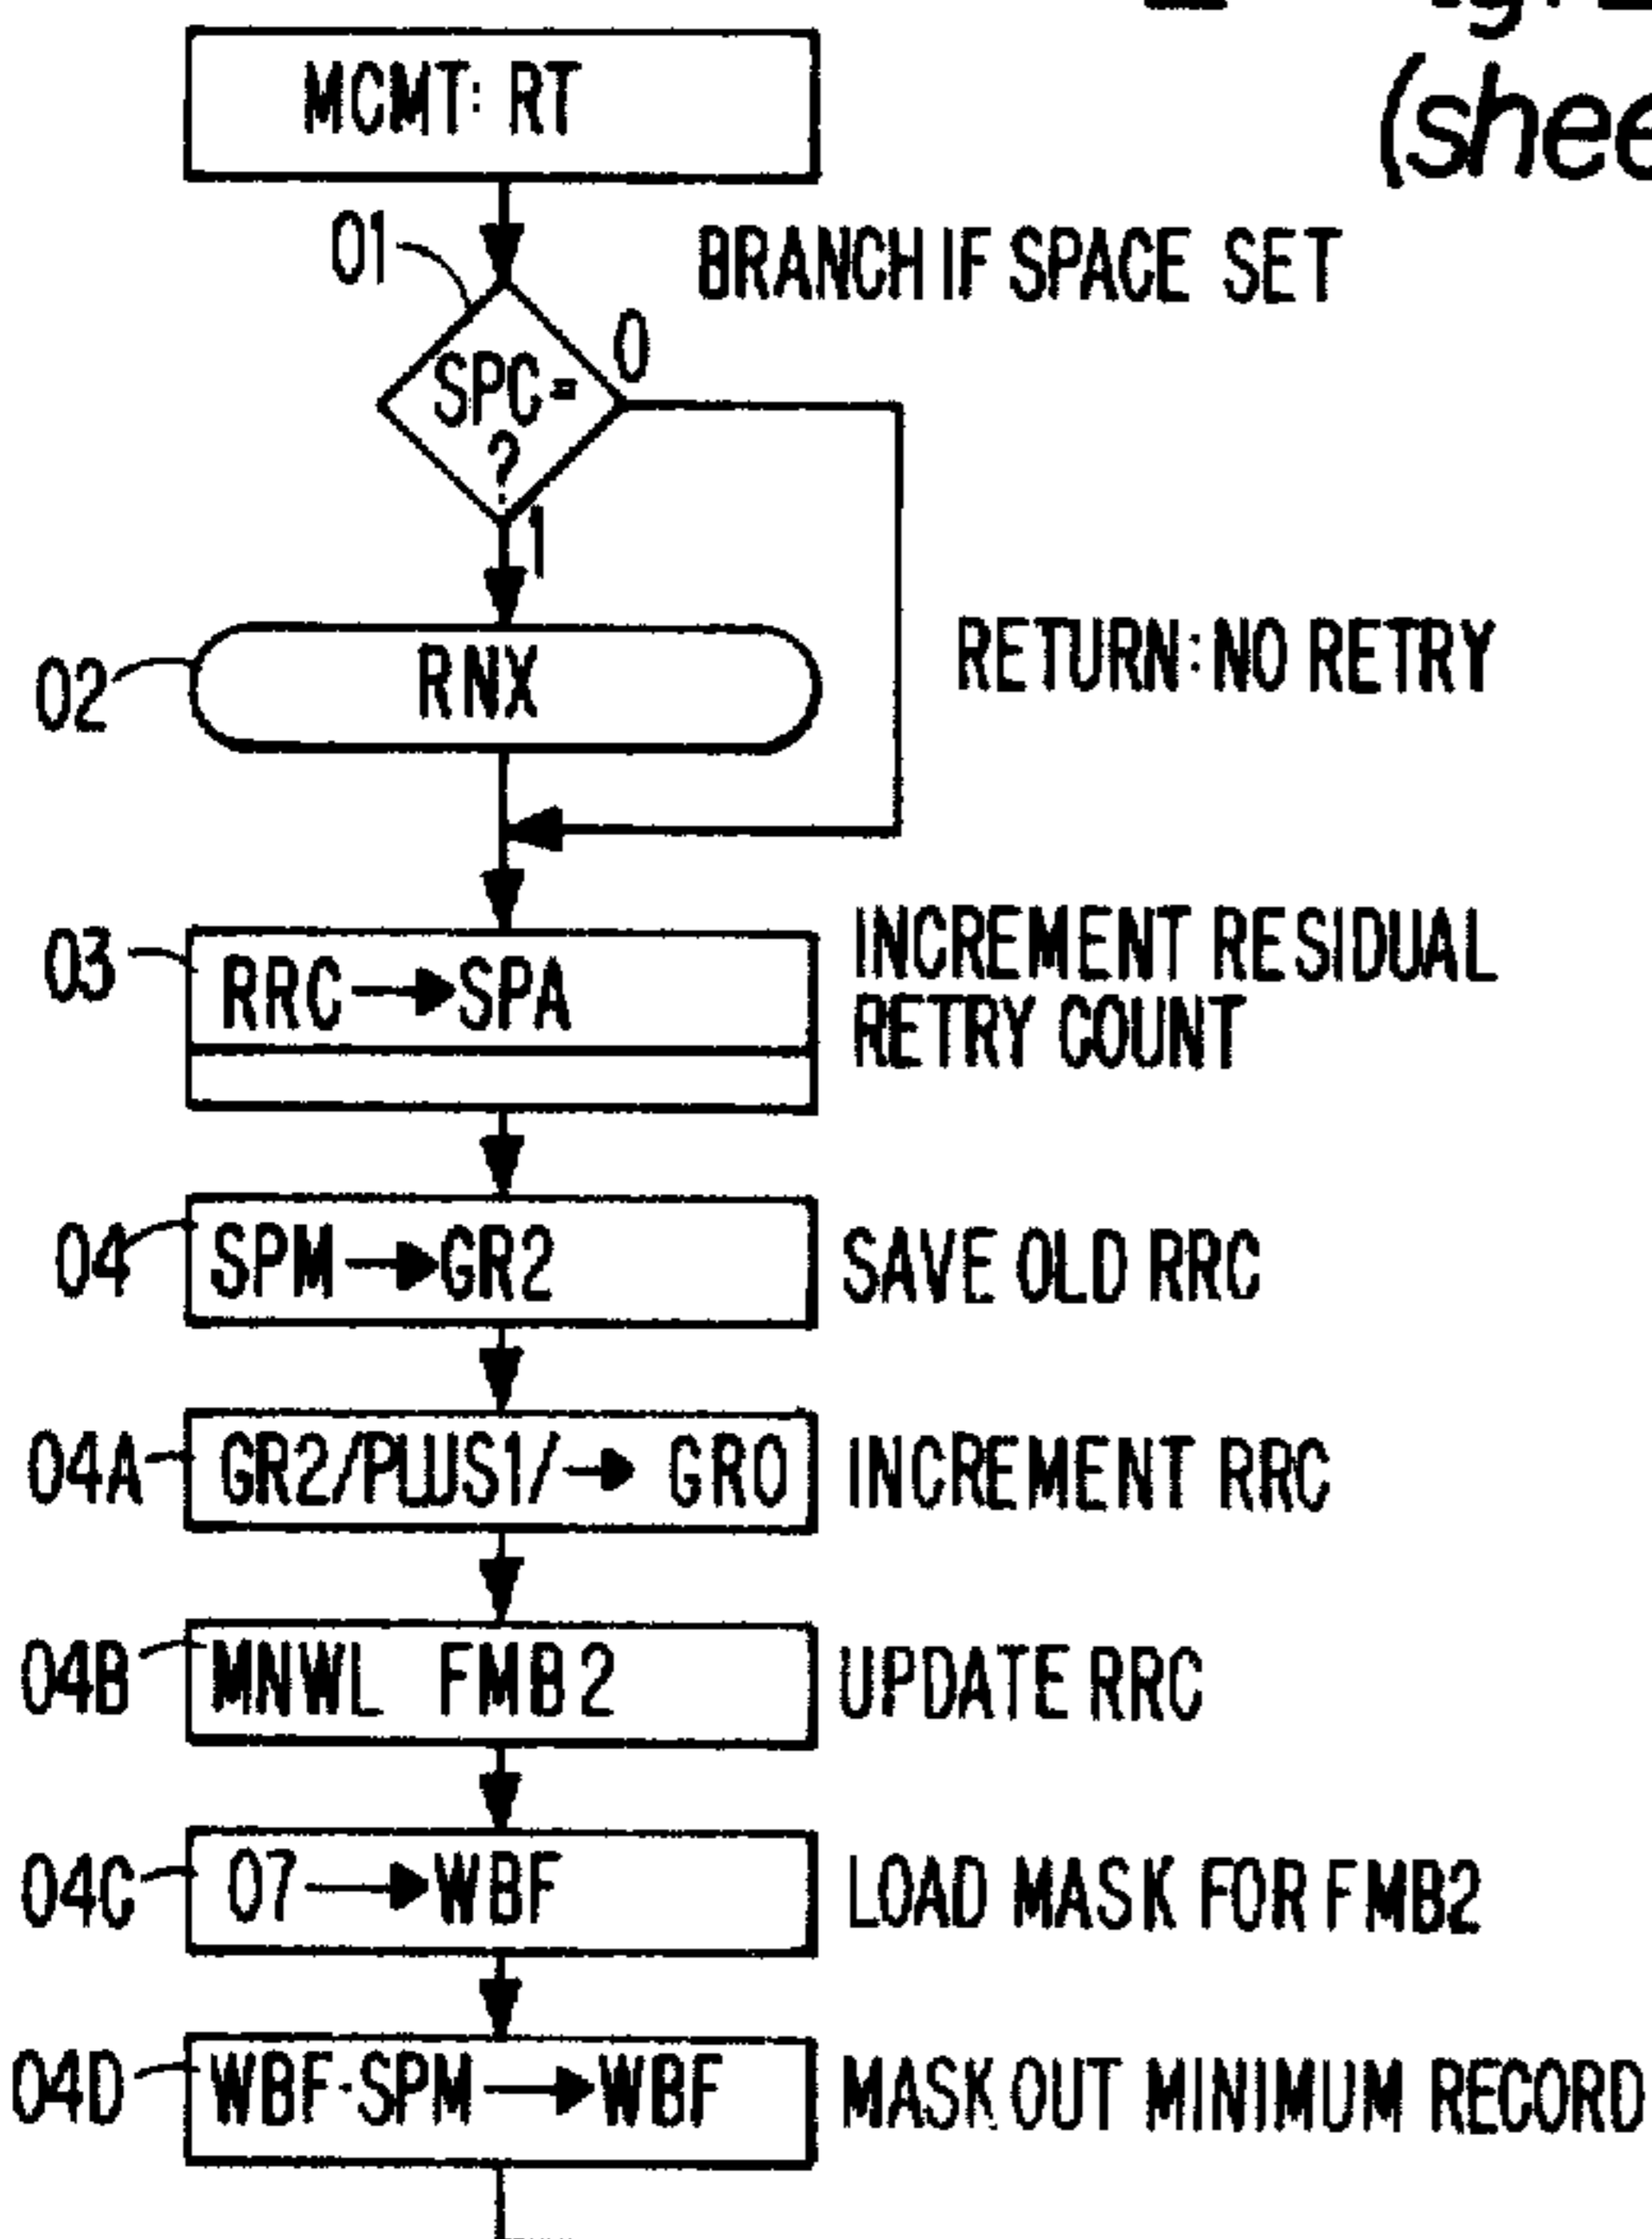 (shee
MCMT: RT
01
BRANCH IF SPACE SET
SPC=
?
0
1
02
RNX
RETURN: NO RETRY
03
RRC → SPA
INCREMENT RESIDUAL
RETRY COUNT
04
SPM → GR2
SAVE OLD RRC
04A
GR2/PLUS1/→ GR0
INCREMENT RRC
04B
MNWL FMB2
UPDATE RRC
04C
07 → WBF
LOAD MASK FOR FMB2
04D
WBF·SPM → WBF
MASK OUT MINIMUM RECORD